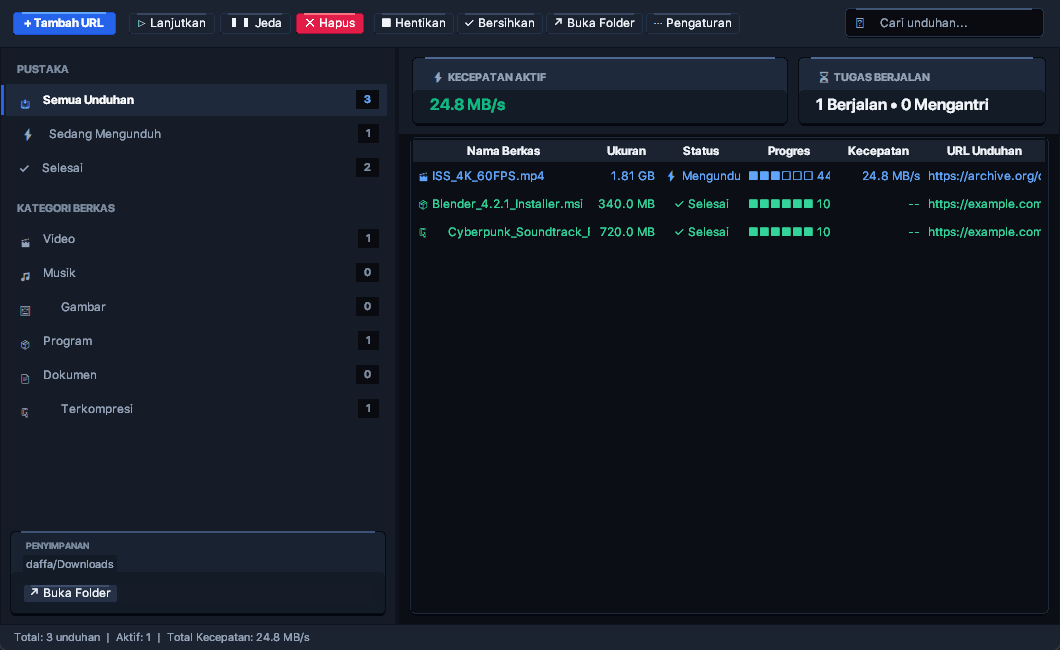 + Tambah URL ▷ Lanjutkan ❚❚ Jeda ✕ Hapus ■ Hentikan ✓ Bersihkan ↗ Buka Folder ··· Pengaturan Cari unduhan...
PUSTAKA
Semua Unduhan 3
Sedang Mengunduh 1
✓ Selesai 2
KATEGORI BERKAS
Video 1
Musik 0
Gambar 0
Program 1
Dokumen 0
Terkompresi 1
PENYIMPANAN
daffa/Downloads
↗ Buka Folder
⚡ KECEPATAN AKTIF
24.8 MB/s
⌛ TUGAS BERJALAN
1 Berjalan • 0 Mengantri
Nama Berkas Ukuran Status Progres Kecepatan URL Unduhan
ISS_4K_60FPS.mp4 1.81 GB ⚡ Mengundu ■■■□□□ 44 24.8 MB/s https://archive.org/
Blender_4.2.1_Installer.msi 340.0 MB ✓ Selesai ■■■■■■ 10 -- https://example.com
Cyberpunk_Soundtrack_ 720.0 MB ✓ Selesai ■■■■■■ 10 -- https://example.com
Total: 3 unduhan | Aktif: 1 | Total Kecepatan: 24.8 MB/s